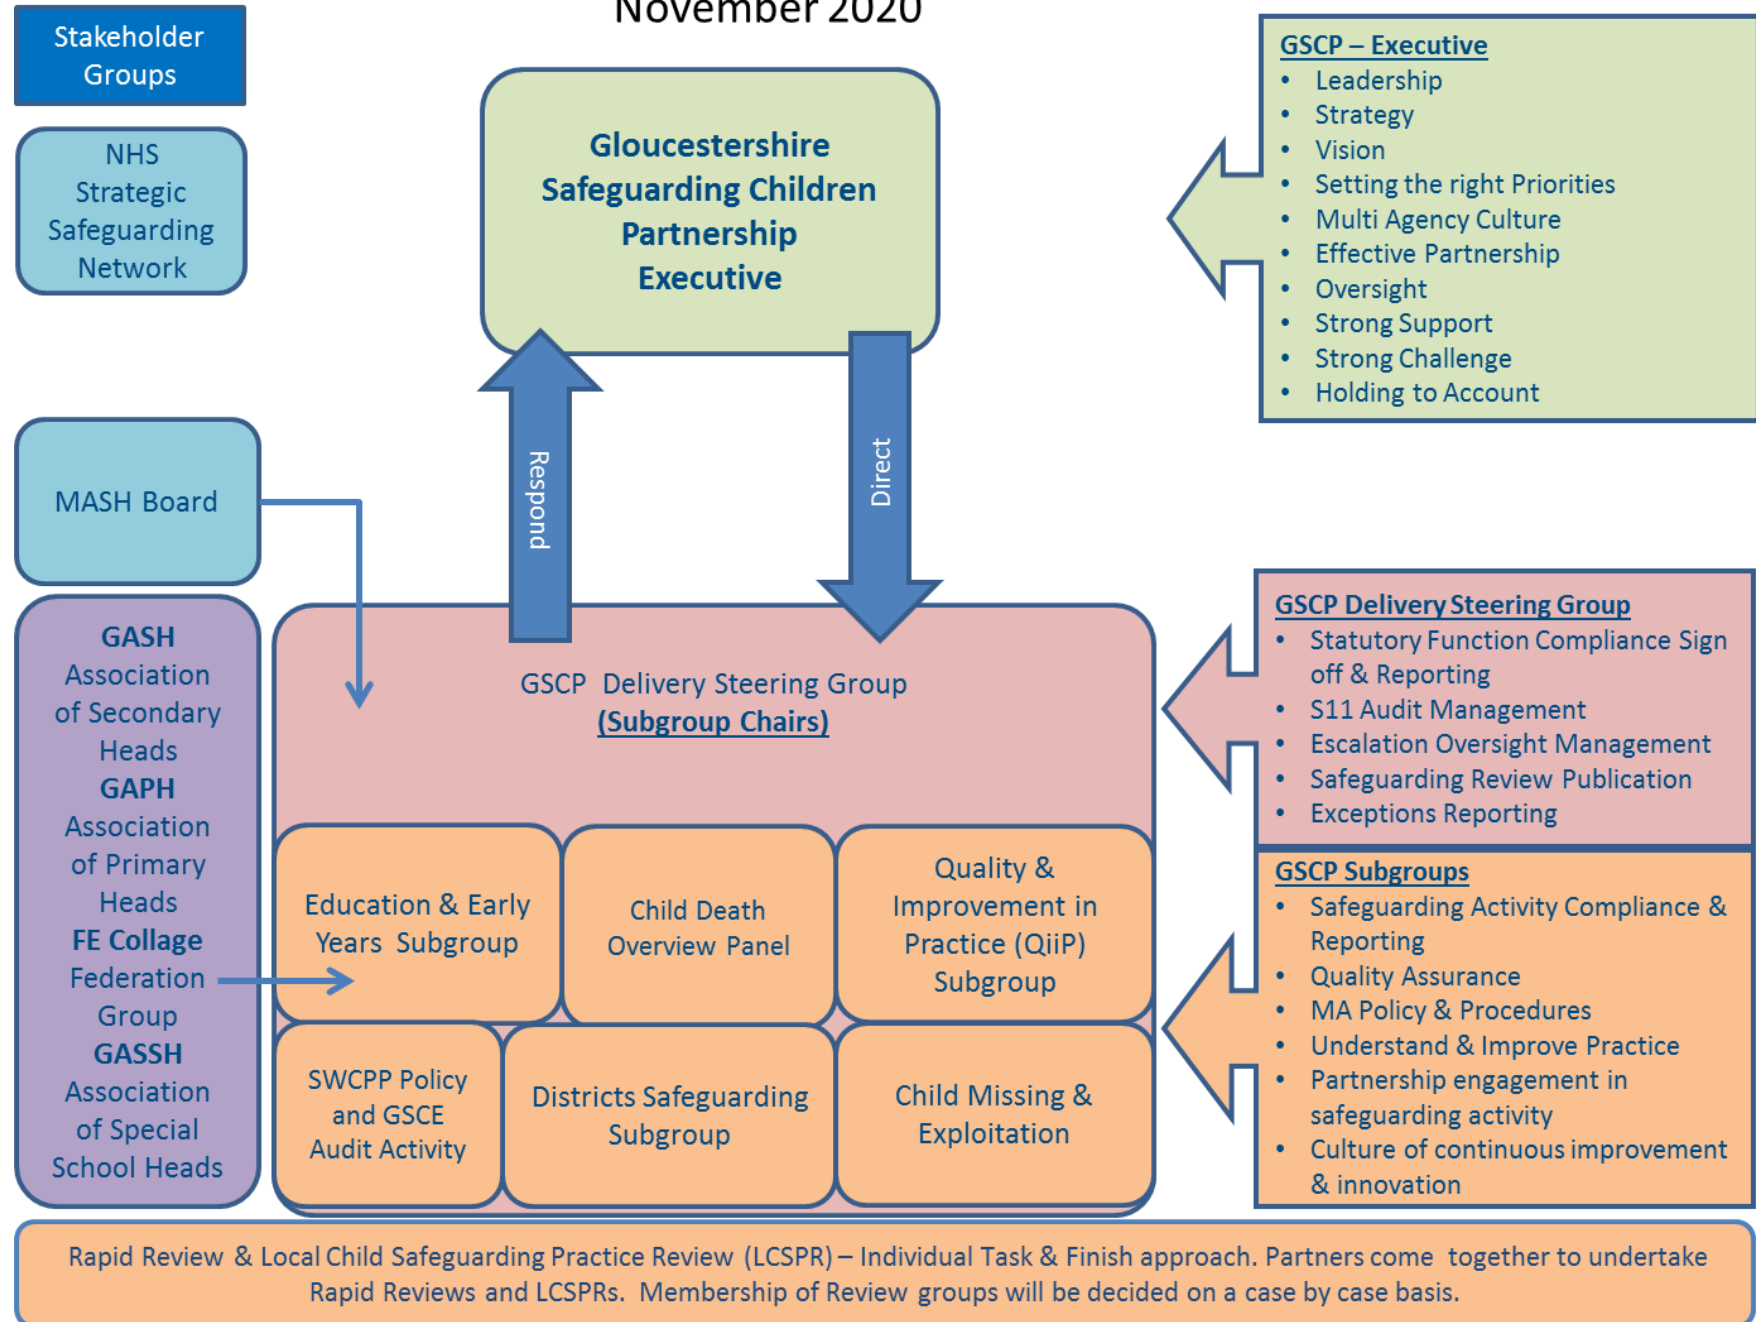 November 2020
Stakeholder
Groups
NHS
Strategic
Safeguarding
Network
Gloucestershire
Safeguarding Children
Partnership
Executive
GSCP – Executive
• Leadership
• Strategy
• Vision
• Setting the right Priorities
• Multi Agency Culture
• Effective Partnership
• Oversight
• Strong Support
• Strong Challenge
• Holding to Account
Respond
Direct
MASH Board
GASH
Association
of Secondary
Heads
GAPH
Association
of Primary
Heads
FE Collage
Federation
Group
GASSH
Association
of Special
School Heads
GSCP Delivery Steering Group
(Subgroup Chairs)
Education & Early
Years Subgroup
Child Death
Overview Panel
Quality &
Improvement in
Practice (QiiP)
Subgroup
SWCPP Policy
and GSCE
Audit Activity
Districts Safeguarding
Subgroup
Child Missing &
Exploitation
GSCP Delivery Steering Group
• Statutory Function Compliance Sign
off & Reporting
• S11 Audit Management
• Escalation Oversight Management
• Safeguarding Review Publication
• Exceptions Reporting
GSCP Subgroups
• Safeguarding Activity Compliance &
Reporting
• Quality Assurance
• MA Policy & Procedures
• Understand & Improve Practice
• Partnership engagement in
safeguarding activity
• Culture of continuous improvement
& innovation
Rapid Review & Local Child Safeguarding Practice Review (LCSPR) – Individual Task & Finish approach. Partners come together to undertake
Rapid Reviews and LCSPRs. Membership of Review groups will be decided on a case by case basis.